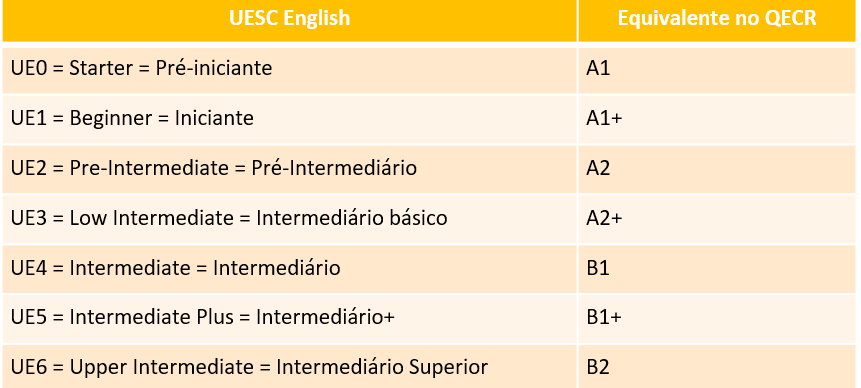 UESC English Equivalente no QECR
UE0 = Starter = Pré-iniciante A1
UE1 = Beginner = Iniciante A1+
UE2 = Pre-Intermediate = Pré-Intermediário A2
UE3 = Low Intermediate = Intermediário básico A2+
UE4 = Intermediate = Intermediário B1
UE5 = Intermediate Plus = Intermediário+ B1+
UE6 = Upper Intermediate = Intermediário Superior B2